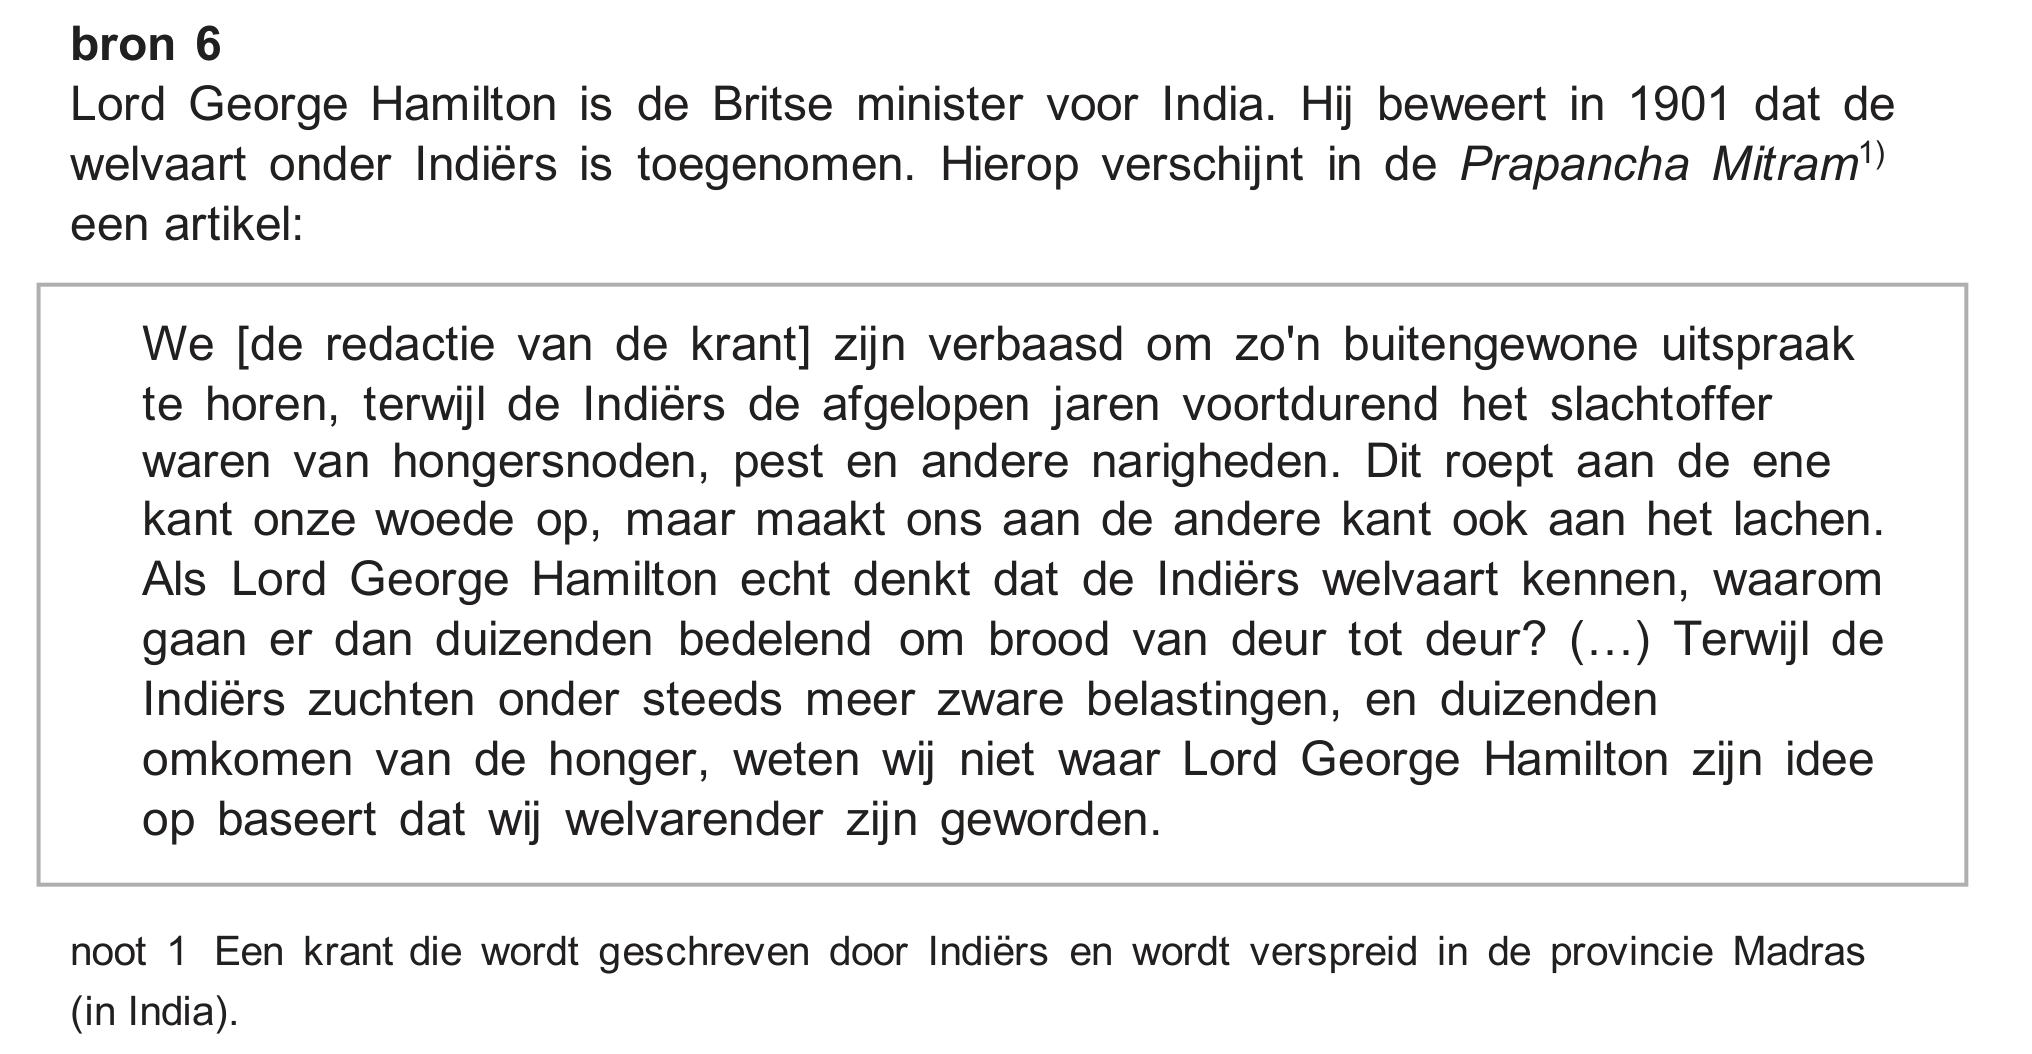 bron 6
Lord George Hamilton is de Britse minister voor India. Hij beweert in 1901 dat de
welvaart onder Indiërs is toegenomen. Hierop verschijnt in de Prapancha Mitram1)
een artikel:
We [de redactie van de krant] zijn verbaasd om zo'n buitengewone uitspraak
te horen, terwijl de Indiërs de afgelopen jaren voortdurend het slachtoffer
waren van hongersnoden, pest en andere narigheden. Dit roept aan de ene
kant onze woede op, maar maakt ons aan de andere kant ook aan het lachen.
Als Lord George Hamilton echt denkt dat de Indiërs welvaart kennen, waarom
gaan er dan duizenden bedelend om brood van deur tot deur? (…) Terwijl de
Indiërs zuchten onder steeds meer zware belastingen, en duizenden
omkomen van de honger, weten wij niet waar Lord George Hamilton zijn idee
op baseert dat wij welvarender zijn geworden.
noot 1 Een krant die wordt geschreven door Indiërs en wordt verspreid in de provincie Madras
(in India).